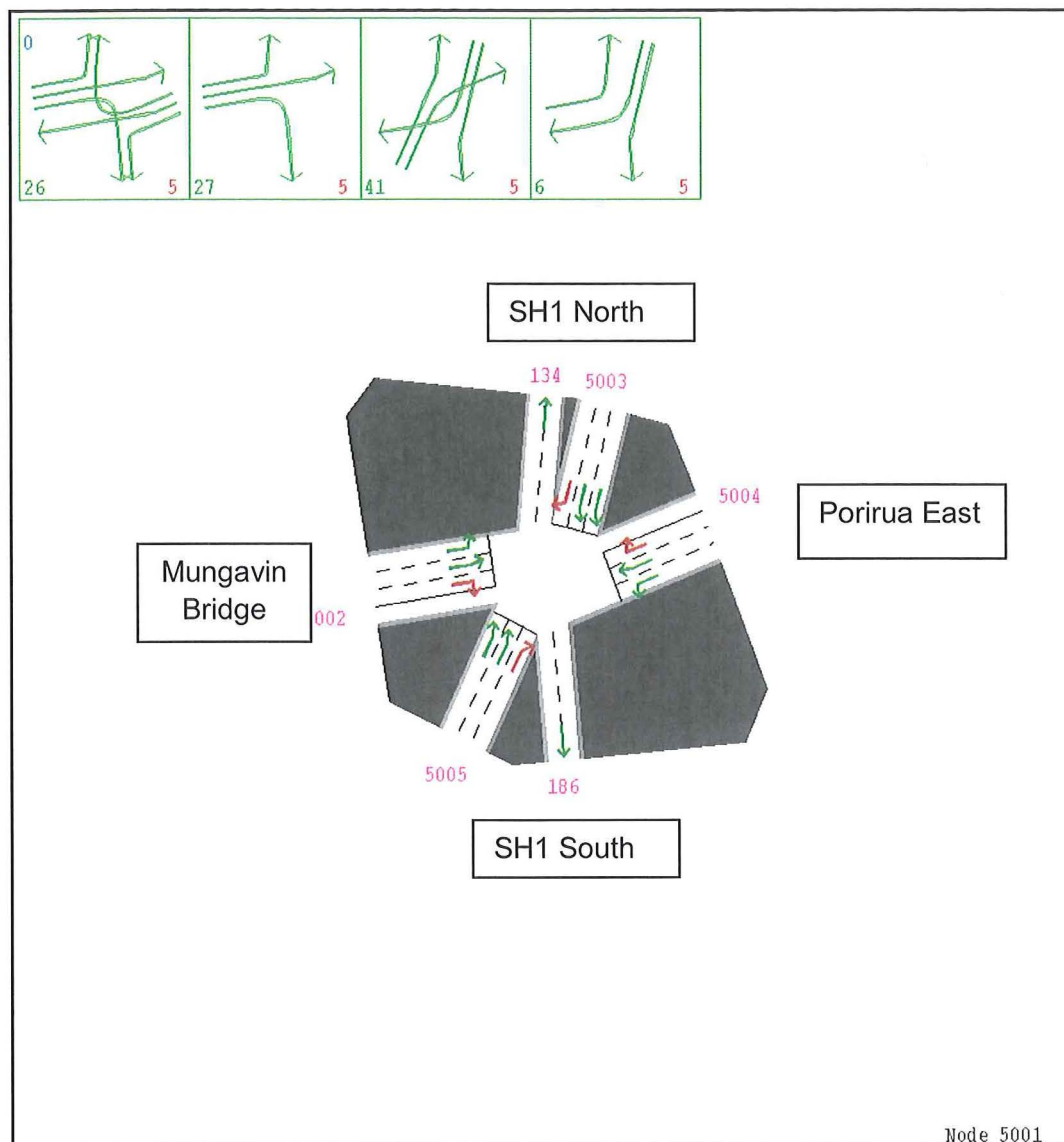 0
26 5 27 5 41 5 6 5
SH1 North
134 5003
5004
Porirua East
Mungavin
Bridge
002
5005
186
SH1 South
Node 5001